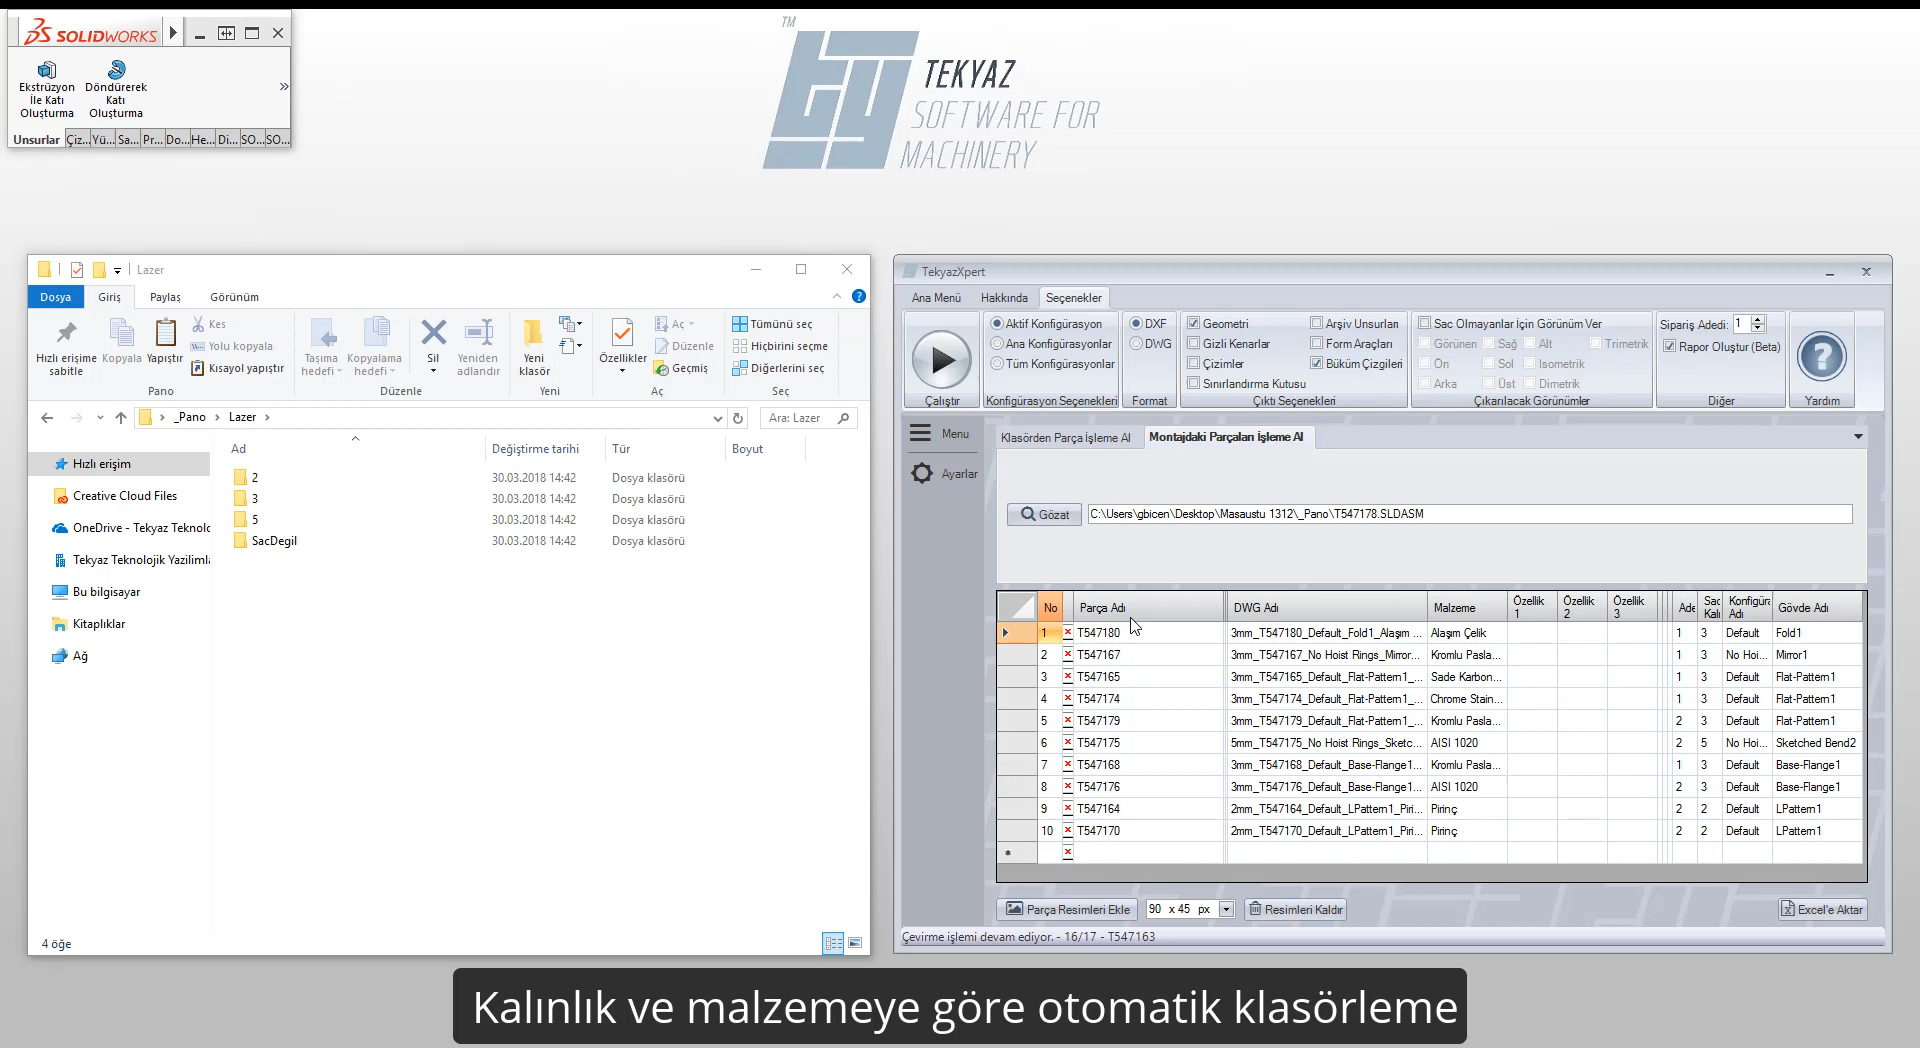 SOLIDWORKS
Ekstrüzyon İle Katı Oluşturma
Döndürerek Katı Oluşturma
Unsurlar Çiz... Yü... Sa... Pr... Do... He... Di... SO... SO...
TM
TEKYAZ
SOFTWARE FOR
MACHINERY
Lazer
Dosya Giriş Paylaş Görünüm
Hızlı erişime sabitle
Kopyala
Yapıştır
Kes
Yolu kopyala
Kısayol yapıştır
Pano
Taşıma hedefi
Kopyalama hedefi
Sil
Yeniden adlandır
Düzenle
Yeni klasör
Yeni
Özellikler
Aç
Düzenle
Geçmiş
Aç
Tümünü seç
Hiçbirini seçme
Diğerlerini seç
Seç
_Pano > Lazer >
Ara: Lazer
Ad Değiştirme tarihi Tür Boyut
2 30.03.2018 14:42 Dosya klasörü
3 30.03.2018 14:42 Dosya klasörü
5 30.03.2018 14:42 Dosya klasörü
SacDegil 30.03.2018 14:42 Dosya klasörü
Hızlı erişim
Creative Cloud Files
OneDrive - Tekyaz Teknolo
Tekyaz Teknolojik Yazilimla
Bu bilgisayar
Kitaplıklar
Ağ
4 öğe
TekyazXpert
Ana Menü Hakkında Seçenekler
Çalıştır
Aktif Konfigürasyon
Ana Konfigürasyonlar
Tüm Konfigürasyonlar
Konfigürasyon Seçenekleri
DXF
DWG
Format
Geometri
Gizli Kenarlar
Çizimler
Sınırlandırma Kutusu
Arşiv Unsurları
Form Araçları
Büküm Çizgileri
Çıktı Seçenekleri
Sac Olmayanlar İçin Görünüm Ver
Görünen Sağ Alt Trimetrik
Ön Sol Isometrik
Arka Üst Dimetrik
Çıkarılacak Görünümler
Sipariş Adedi: 1
Rapor Oluştur (Beta)
Diğer
Yardım
Menu
Ayarlar
Klasörden Parça İşleme Al Montajdaki Parçaları İşleme Al
Gözat C:\Users\gbicen\Desktop\Masaustu 1312\_Pano\T547178.SLDASM
No Parça Adı DWG Adı Malzeme Özellik 1 Özellik 2 Özellik 3 Ade Sac Kalı Konfigüra Adı Gövde Adı
1 T547180 3mm_T547180_Default_Fold1_Alaşım ... Alaşım Çelik 1 3 Default Fold1
2 T547167 3mm_T547167_No Hoist Rings_Mirror... Kromlu Pasla... 1 3 No Hoi... Mirror1
3 T547165 3mm_T547165_Default_Flat-Pattern1_... Sade Karbon... 1 3 Default Flat-Pattern1
4 T547174 3mm_T547174_Default_Flat-Pattern1_... Chrome Stain... 1 3 Default Flat-Pattern1
5 T547179 3mm_T547179_Default_Flat-Pattern1_... Kromlu Pasla... 2 3 Default Flat-Pattern1
6 T547175 5mm_T547175_No Hoist Rings_Sketc... AISI 1020 2 5 No Hoi... Sketched Bend2
7 T547168 3mm_T547168_Default_Base-Flange1... Kromlu Pasla... 1 3 Default Base-Flange1
8 T547176 3mm_T547176_Default_Base-Flange1... AISI 1020 2 3 Default Base-Flange1
9 T547164 2mm_T547164_Default_LPattern1_Piri... Pirinç 2 2 Default LPattern1
10 T547170 2mm_T547170_Default_LPattern1_Piri... Pirinç 2 2 Default LPattern1
Parça Resimleri Ekle 90 x 45 px Resimleri Kaldır Excel'e Aktar
Çevirme işlemi devam ediyor. - 16/17 - T547163
Kalınlık ve malzemeye göre otomatik klasörleme